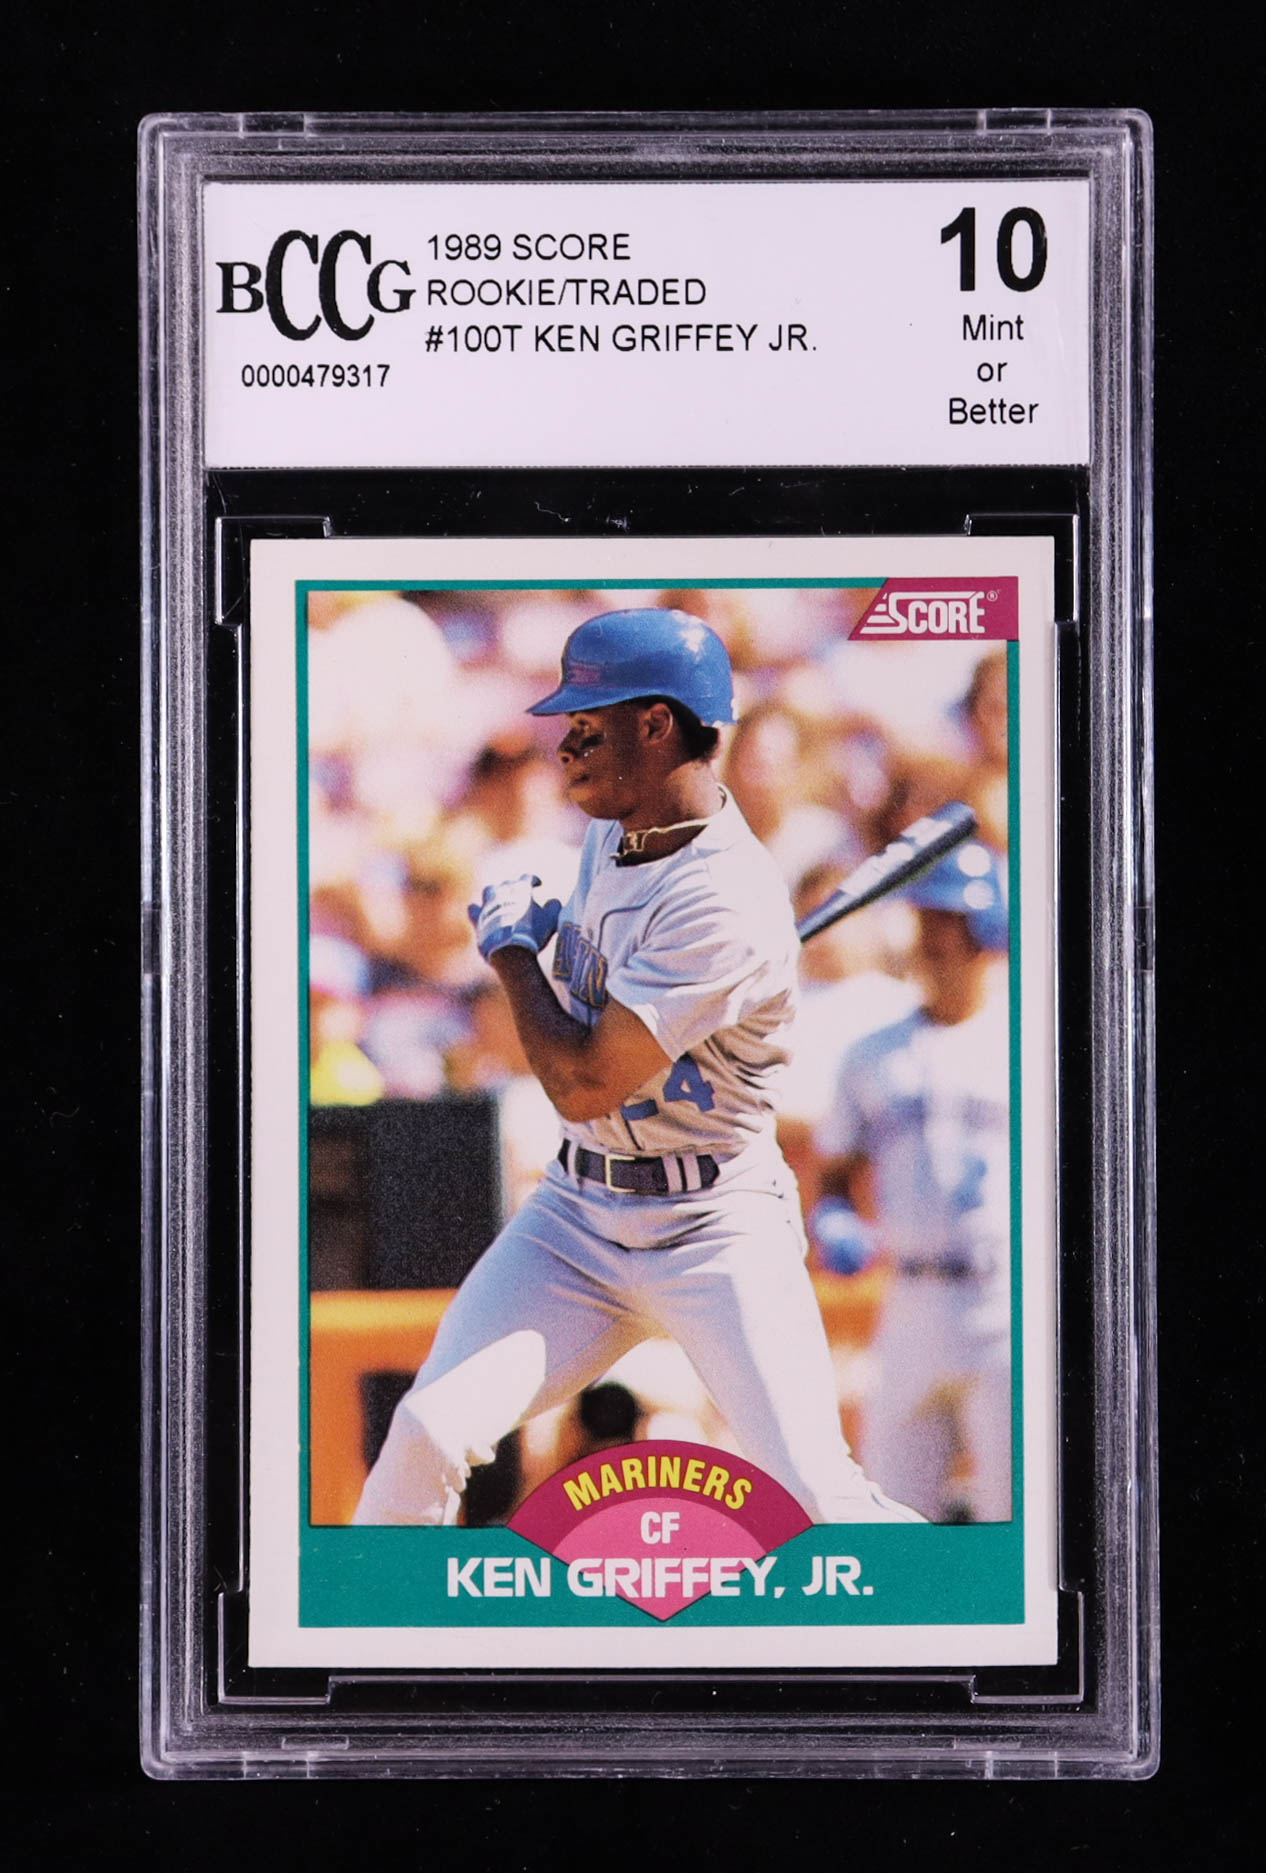 BCCG
0000479317
1989 SCORE
ROOKIE/TRADED
#100T KEN GRIFFEY JR.
10
Mint
or
Better
SCORE®
24
MARINERS
CF
KEN GRIFFEY, JR.